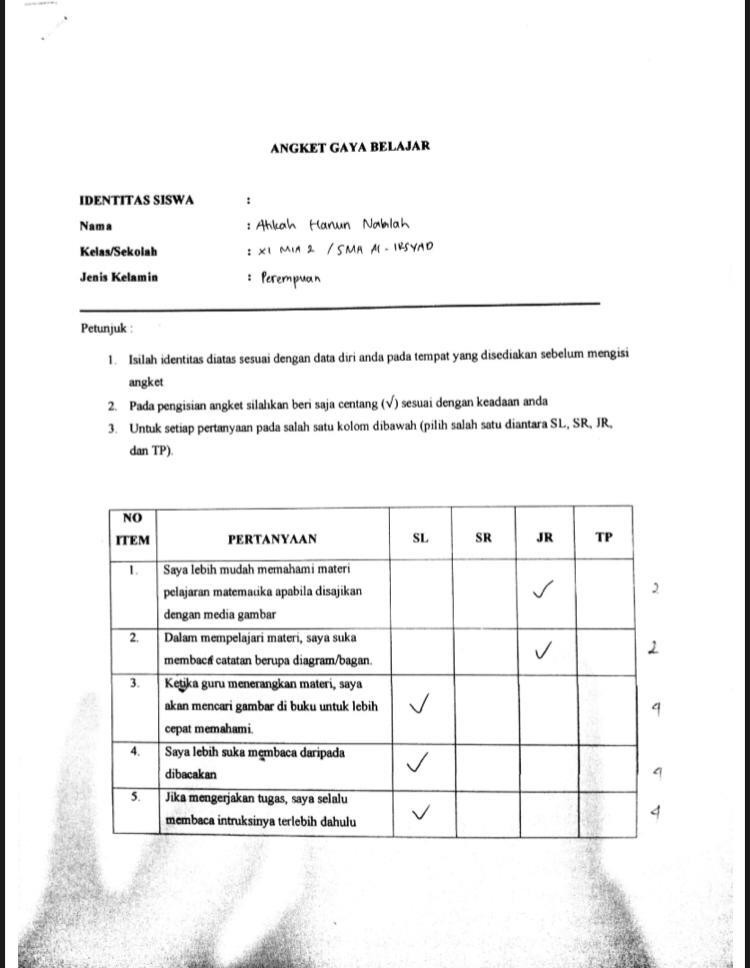 ANGKET GAYA BELAJAR
IDENTITAS SISWA :
Nama : Atikah Hanun Nabilah
Kelas/Sekolah : XI MIA 2 / SMA Al - IRSYAD
Jenis Kelamin : Perempuan
Petunjuk :
1. Isilah identitas diatas sesuai dengan data diri anda pada tempat yang disediakan sebelum mengisi
angket
2. Pada pengisian angket silahkan beri saja centang (√) sesuai dengan keadaan anda
3. Untuk setiap pertanyaan pada salah satu kolom dibawah (pilih salah satu diantara SL, SR, JR,
dan TP).
NO
ITEM PERTANYAAN SL SR JR TP
1. Saya lebih mudah memahami materi
pelajaran matematika apabila disajikan ✓ 2
dengan media gambar
2. Dalam mempelajari materi, saya suka
membaca catatan berupa diagram/bagan. ✓ 2
3. Ketika guru menerangkan materi, saya
akan mencari gambar di buku untuk lebih ✓ 4
cepat memahami.
4. Saya lebih suka membaca daripada
dibacakan ✓ 4
5. Jika mengerjakan tugas, saya selalu
membaca intruksinya terlebih dahulu ✓ 4